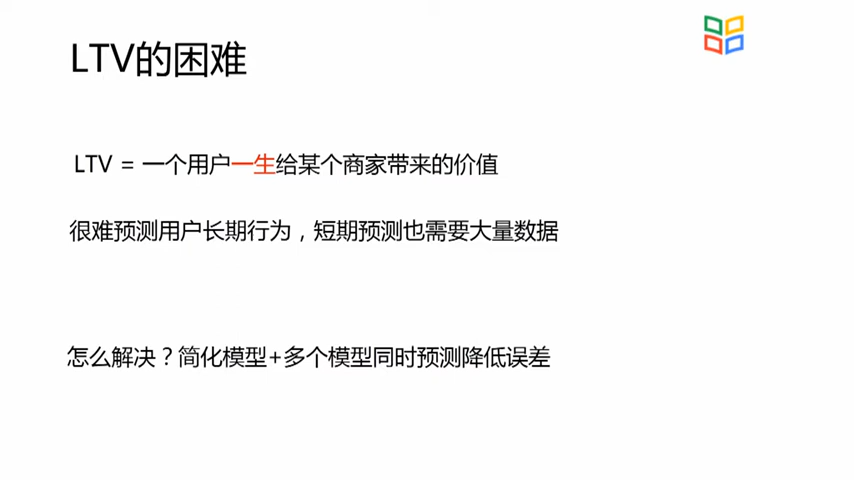 LTV的困难
LTV = 一个用户一生给某个商家带来的价值
很难预测用户长期行为，短期预测也需要大量数据
怎么解决？简化模型+多个模型同时预测降低误差